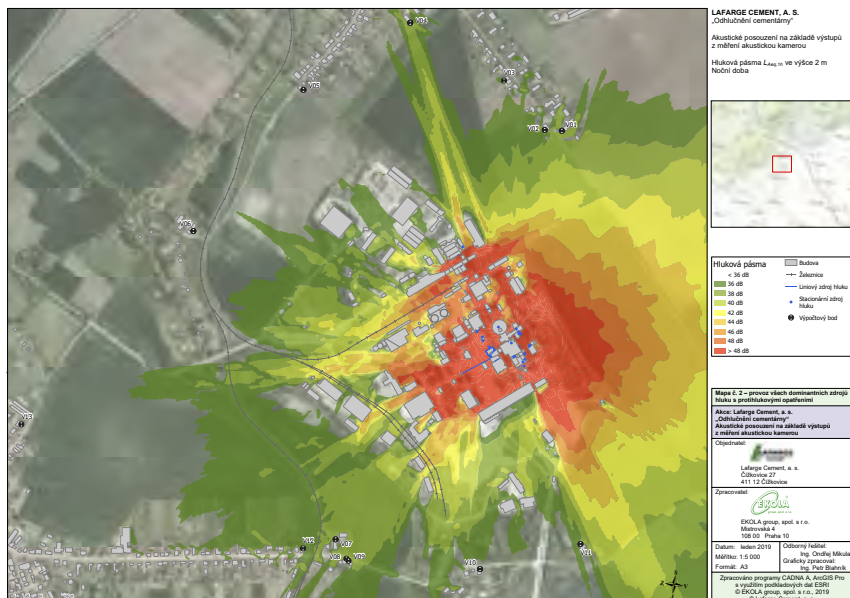 LAFARGE CEMENT, A. S.
„Odhlučnění cementárny"
Akustické posouzení na základě výstupů
z měření akustickou kamerou
Hluková pásma LAeq,1h ve výšce 2 m
Noční doba
V04
V05
V03
V02
V01
V06
V13
V12
V07
V08
V09
V10
V11
Hluková pásma
< 36 dB
36 dB
38 dB
40 dB
42 dB
44 dB
46 dB
48 dB
> 48 dB
Budova
Železnice
Liniový zdroj hluku
Stacionární zdroj
hluku
Výpočtový bod
Mapa č. 2 – provoz všech dominantních zdrojů
hluku s protihlukovými opatřeními
Akce: Lafarge Cement, a. s.
„Odhlučnění cementárny"
Akustické posouzení na základě výstupů
z měření akustickou kamerou
Objednatel:
Lafarge Cement, a. s.
Čížkovice 27
411 12 Čížkovice
Zpracovatel:
EKOLA
group, spol. s r.o.
EKOLA group, spol. s r.o.
Mistrovská 4
108 00 Praha 10
Datum: leden 2019
Měřítko: 1:5 000
Formát: A3
Odborný řešitel:
Ing. Ondřej Mikula
Graficky zpracoval:
Ing. Petr Blahník
Zpracováno programy CADNA A, ArcGIS Pro
s využitím podkladových dat ESRI
© EKOLA group, spol. s r.o., 2019